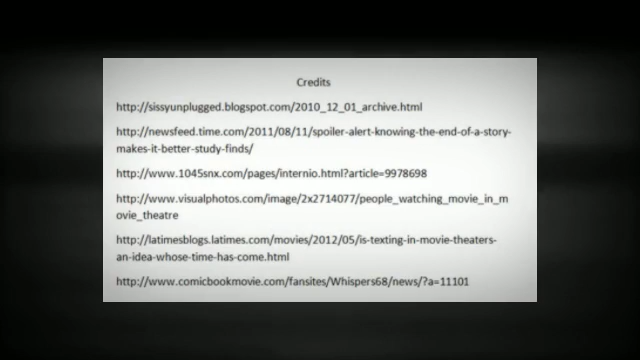 Credits
http://sissyunplugged.blogspot.com/2010_12_01_archive.html
http://newsfeed.time.com/2011/08/11/spoiler-alert-knowing-the-end-of-a-story-
makes-it-better-study-finds/
http://www.1045snx.com/pages/internio.html?article=9978698
http://www.visualphotos.com/image/2x2714077/people_watching_movie_in_m
ovie_theatre
http://latimesblogs.latimes.com/movies/2012/05/is-texting-in-movie-theaters-
an-idea-whose-time-has-come.html
http://www.comicbookmovie.com/fansites/Whispers68/news/?a=11101